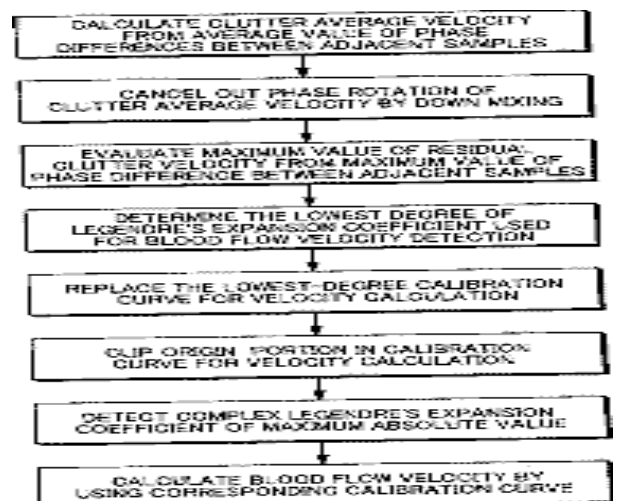 CALCULATE CLUTTER AVERAGE VELOCITY
FROM AVERAGE VALUE OF PHASE
DIFFERENCES BETWEEN ADJACENT SAMPLES
CANCEL OUT PHASE ROTATION OF
CLUTTER AVERAGE VELOCITY BY DOWN MIXING
EVALUATE MAXIMUM VALUE OF RESIDUAL
CLUTTER VELOCITY FROM MAXIMUM VALUE OF
PHASE DIFFERENCE BETWEEN ADJACENT SAMPLES
DETERMINE THE LOWEST DEGREE OF
LEGENDRE'S EXPANSION COEFFICIENT USED
FOR BLOOD FLOW VELOCITY DETECTION
REPLACE THE LOWEST-DEGREE CALIBRATION
CURVE FOR VELOCITY CALCULATION
CLIP ORIGIN PORTION IN CALIBRATION
CURVE FOR VELOCITY CALCULATION
DETECT COMPLEX LEGENDRE'S EXPANSION
COEFFICIENT OF MAXIMUM ABSOLUTE VALUE
CALCULATE BLOOD FLOW VELOCITY BY
USING CORRESPONDING CALIBRATION CURVE